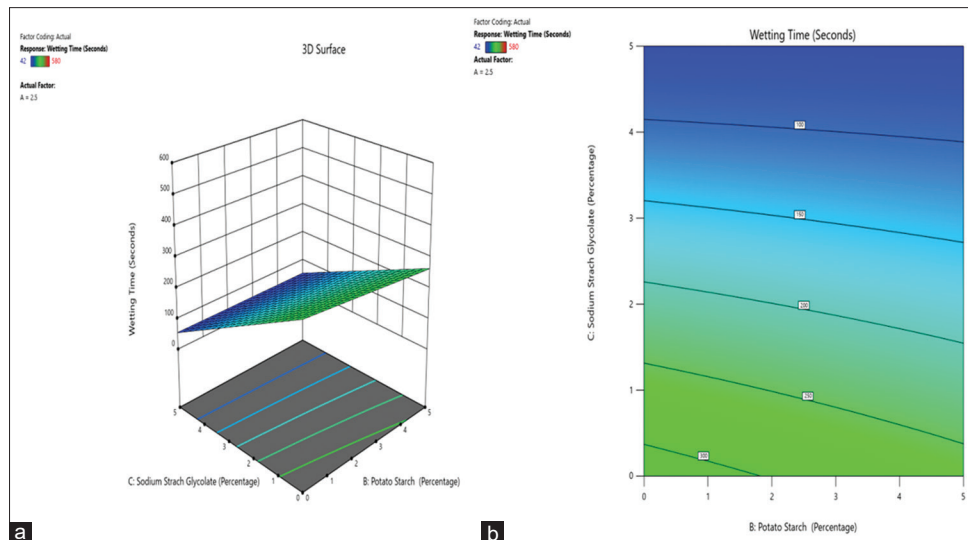 Factor Coding: Actual
Response: Wetting Time (Seconds)
42 580
Actual Factor:
A = 2.5
3D Surface
600
500
400
300
200
100
0
Wetting Time (Seconds)
5
4
3
2
1
0
0
1
2
3
4
5
C: Sodium Strach Glycolate (Percentage)
B: Potato Starch (Percentage)
a
Factor Coding: Actual
Response: Wetting Time (Seconds)
42 580
Actual Factor
A = 2.5
Wetting Time (Seconds)
5
4
3
2
1
0
C: Sodium Strach Glycolate (Percentage)
100
150
200
250
300
0 1 2 3 4 5
B: Potato Starch (Percentage)
b